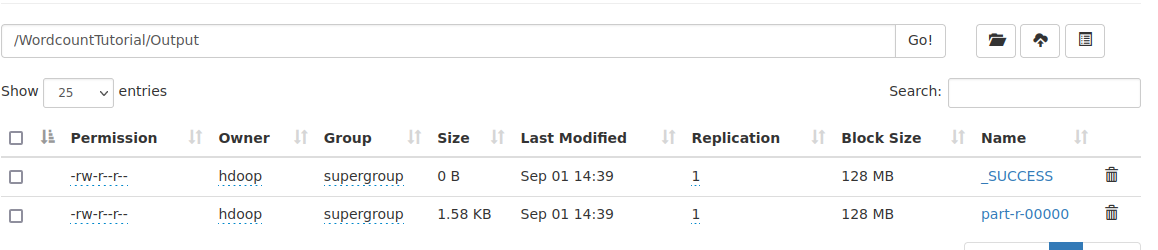 /WordcountTutorial/Output Go!
Show 25 entries Search:
Permission Owner Group Size Last Modified Replication Block Size Name
-rw-r--r-- hdoop supergroup 0 B Sep 01 14:39 1 128 MB _SUCCESS
-rw-r--r-- hdoop supergroup 1.58 KB Sep 01 14:39 1 128 MB part-r-00000